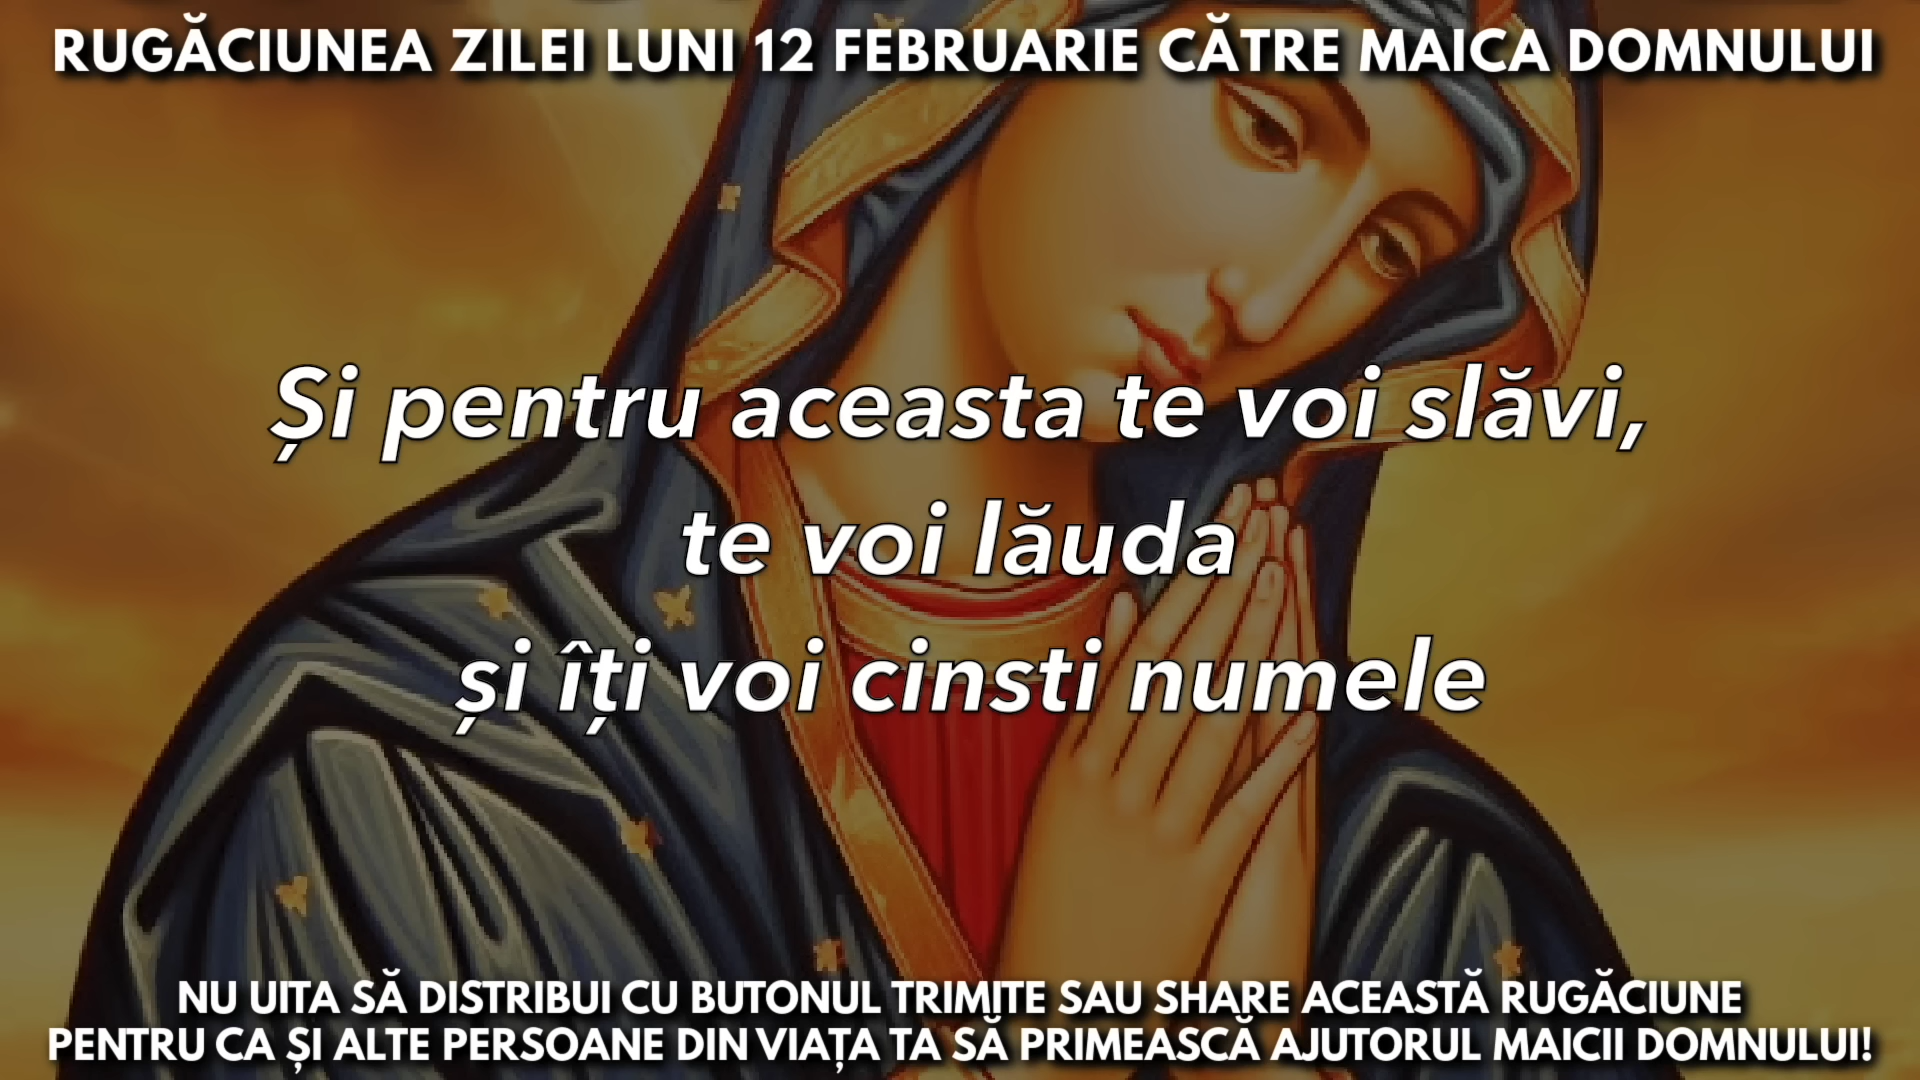 RUGĂCIUNEA ZILEI LUNI 12 FEBRUARIE CĂTRE MAICA DOMNULUI
Și pentru aceasta te voi slăvi,
te voi lăuda
și îți voi cinsti numele
NU UITA SĂ DISTRIBUI CU BUTONUL TRIMITE SAU SHARE ACEASTĂ RUGĂCIUNE
PENTRU CA ȘI ALTE PERSOANE DIN VIAȚA TA SĂ PRIMEASCĂ AJUTORUL MAICII DOMNULUI!